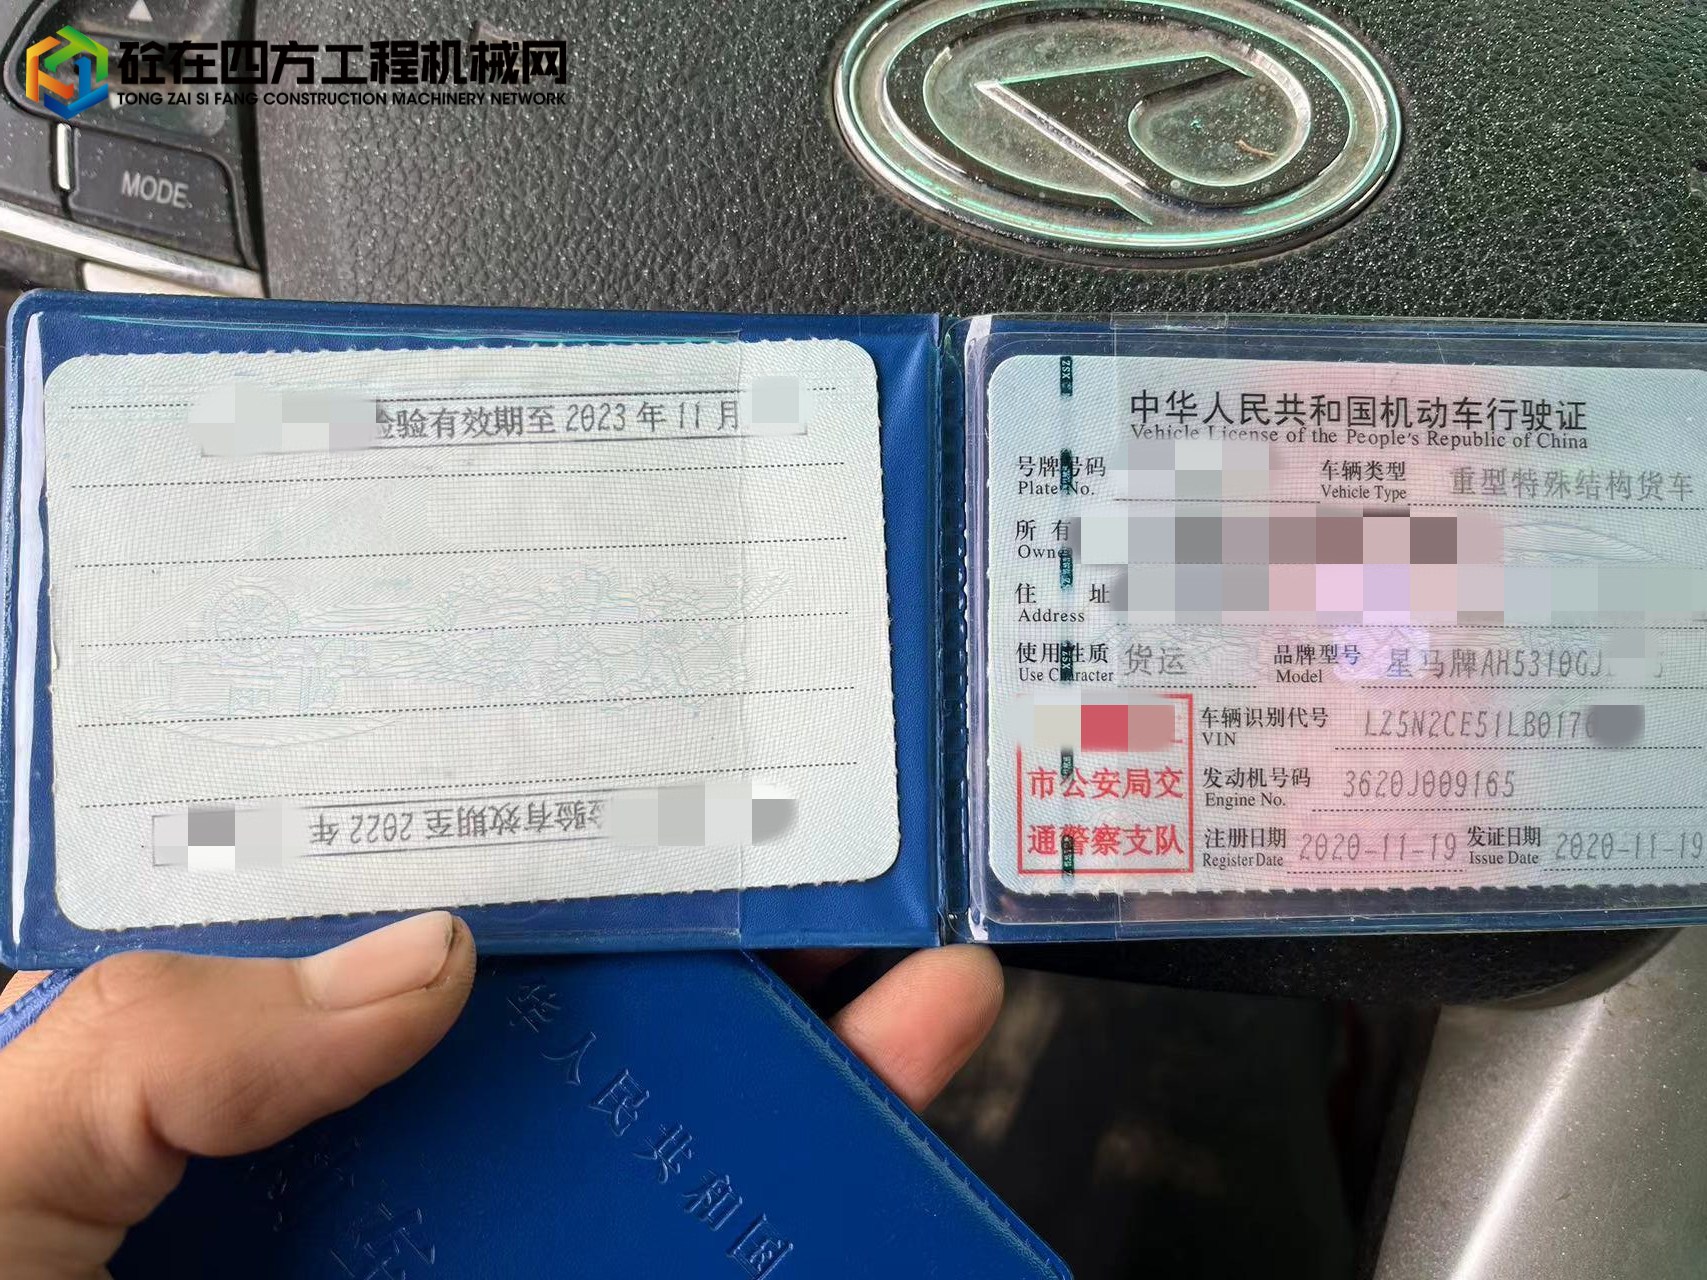 砼在四方工程机械网
TONG ZAI SI FANG CONSTRUCTION MACHINERY NETWORK
MODE
检验有效期至2023年11月
验有效期至2022年
中华人民共和国机动车行驶证
Vehicle License of the People's Republic of China
号牌号码
Plate No.
车辆类型 重型特殊结构货车
Vehicle Type
所有
Owne
住址
Address
使用性质 货运
Use Character
品牌型号 星马牌AH5310GJ
Model
车辆识别代号 LZ5N2CE51LB0176
VIN
发动机号码 3620J009165
Engine No.
市公安局交
通警察支队
注册日期 2020-11-19
Register Date
发证日期 2020-11-19
Issue Date
华人民共和国